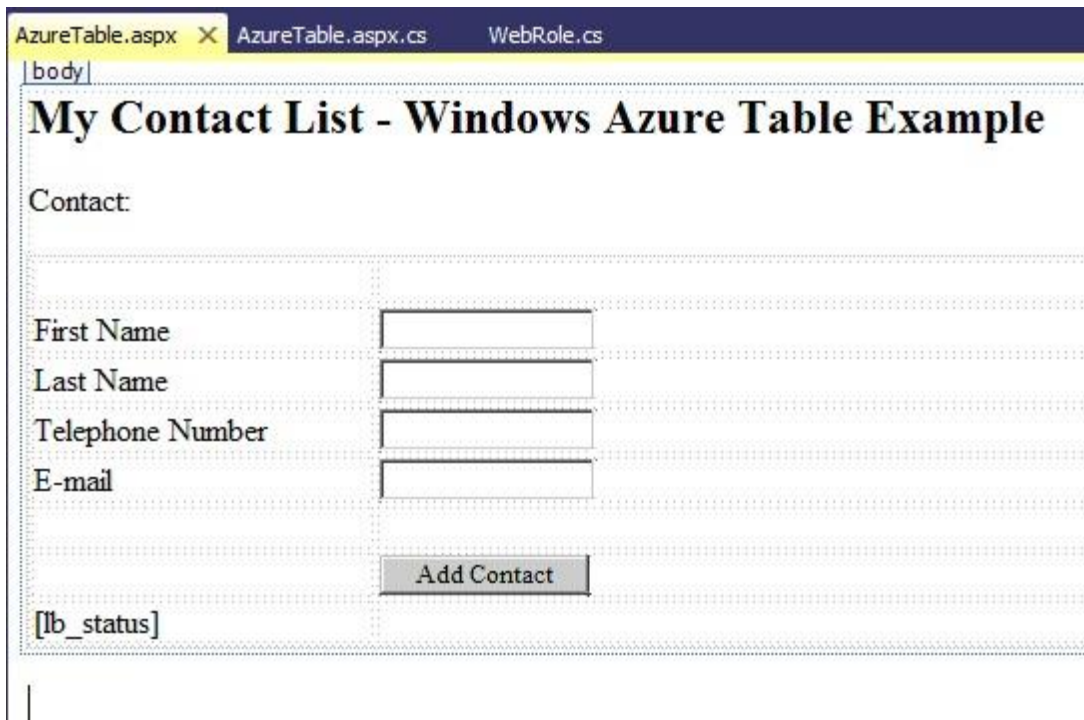 AzureTable.aspx X AzureTable.aspx.cs WebRole.cs
body
My Contact List - Windows Azure Table Example
Contact:
First Name
Last Name
Telephone Number
E-mail
Add Contact
[lb_status]